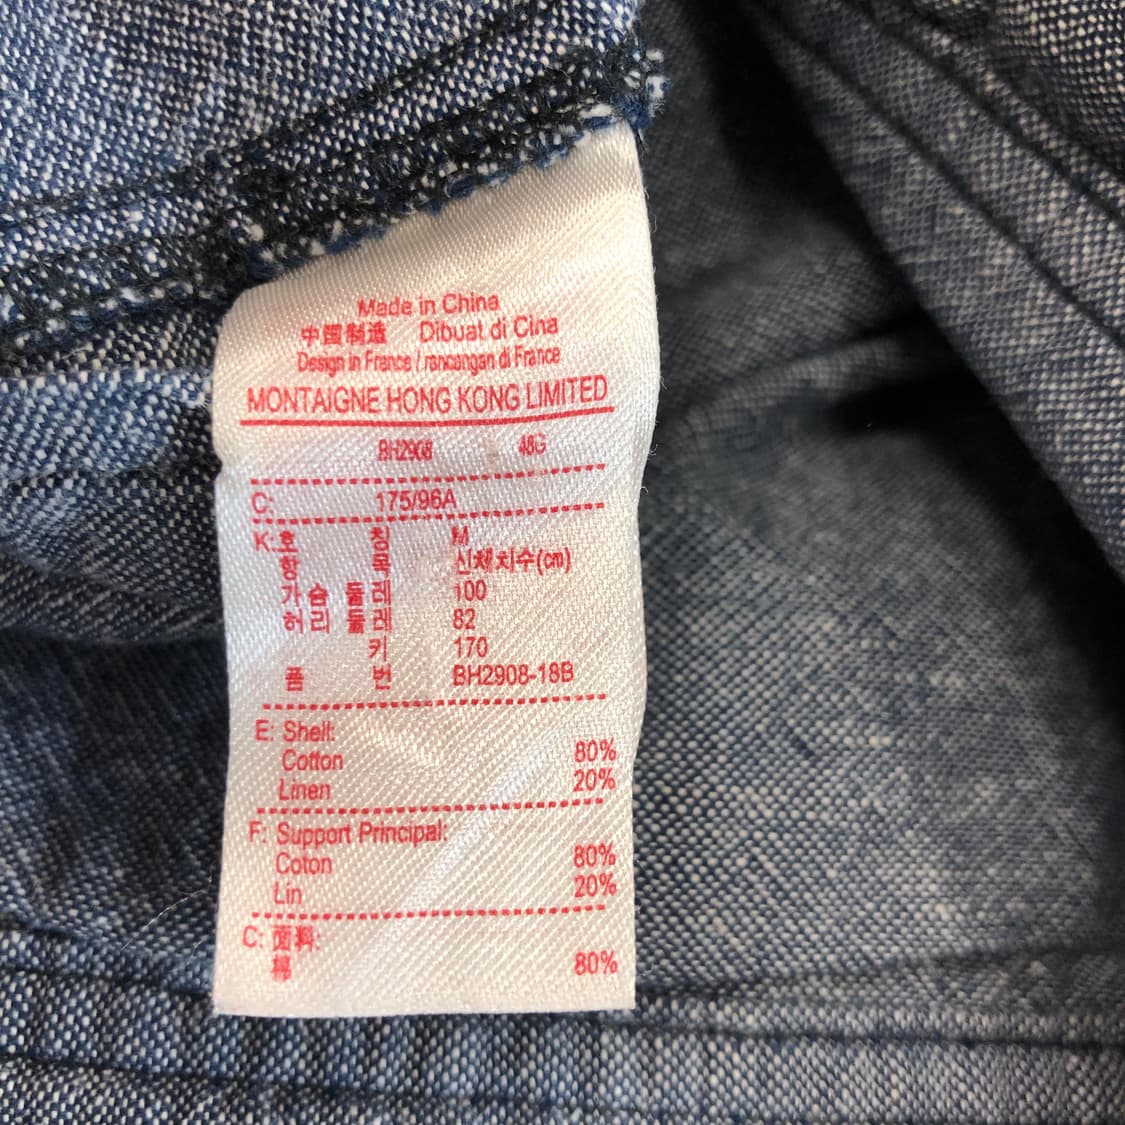 Made in China
中国制造 Dibuat di Cina
Design in France / rancangan di France
MONTAIGNE HONG KONG LIMITED
BH2908 48G
C: 175/96A
K: 호 칭 M
항 목 신체치수(cm)
가 슴 둘 레 100
허 리 둘 레 82
키 170
품 번 BH2908-18B
E: Shell:
Cotton 80%
Linen 20%
F: Support Principal:
Coton 80%
Lin 20%
C: 面料:
棉 80%